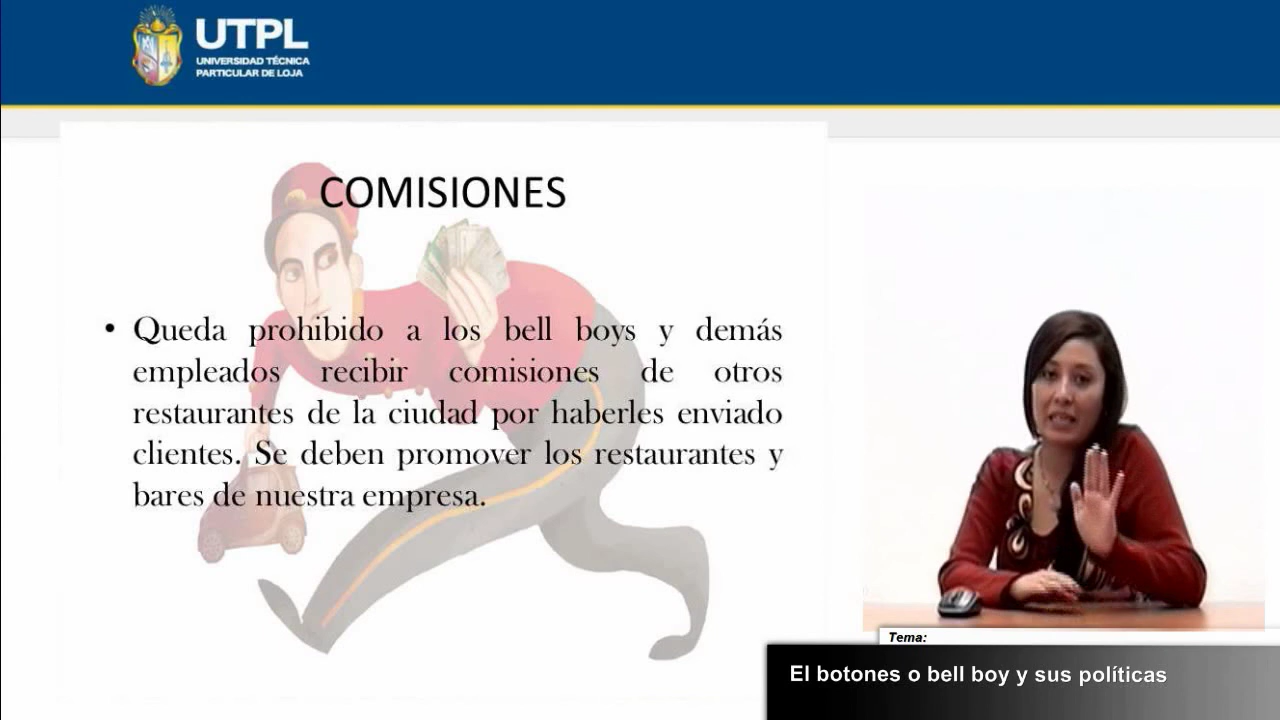 UTPL
UNIVERSIDAD TÉCNICA
PARTICULAR DE LOJA
COMISIONES
• Queda prohibido a los bell boys y demás
empleados recibir comisiones de otros
restaurantes de la ciudad por haberles enviado
clientes. Se deben promover los restaurantes y
bares de nuestra empresa.
Tema:
El botones o bell boy y sus políticas